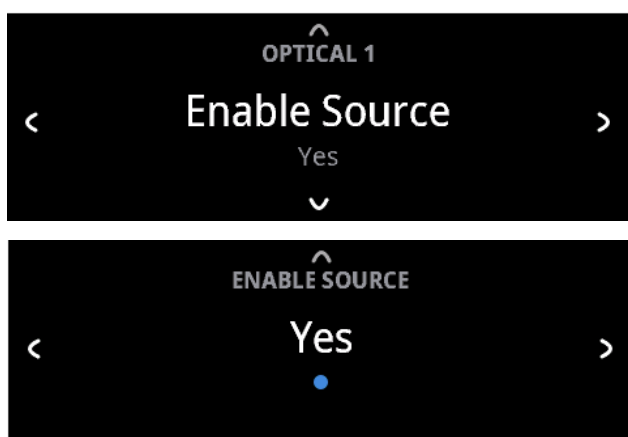 OPTICAL 1
Enable Source
Yes
ENABLE SOURCE
Yes